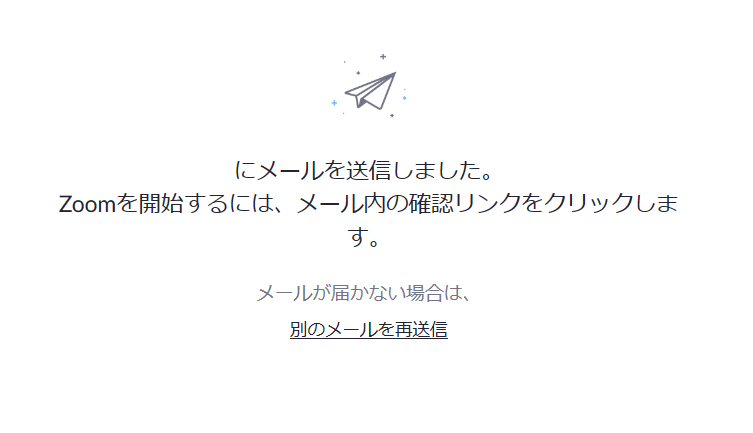 にメールを送信しました。
Zoomを開始するには、メール内の確認リンクをクリックしま
す。
メールが届かない場合は、
別のメールを再送信